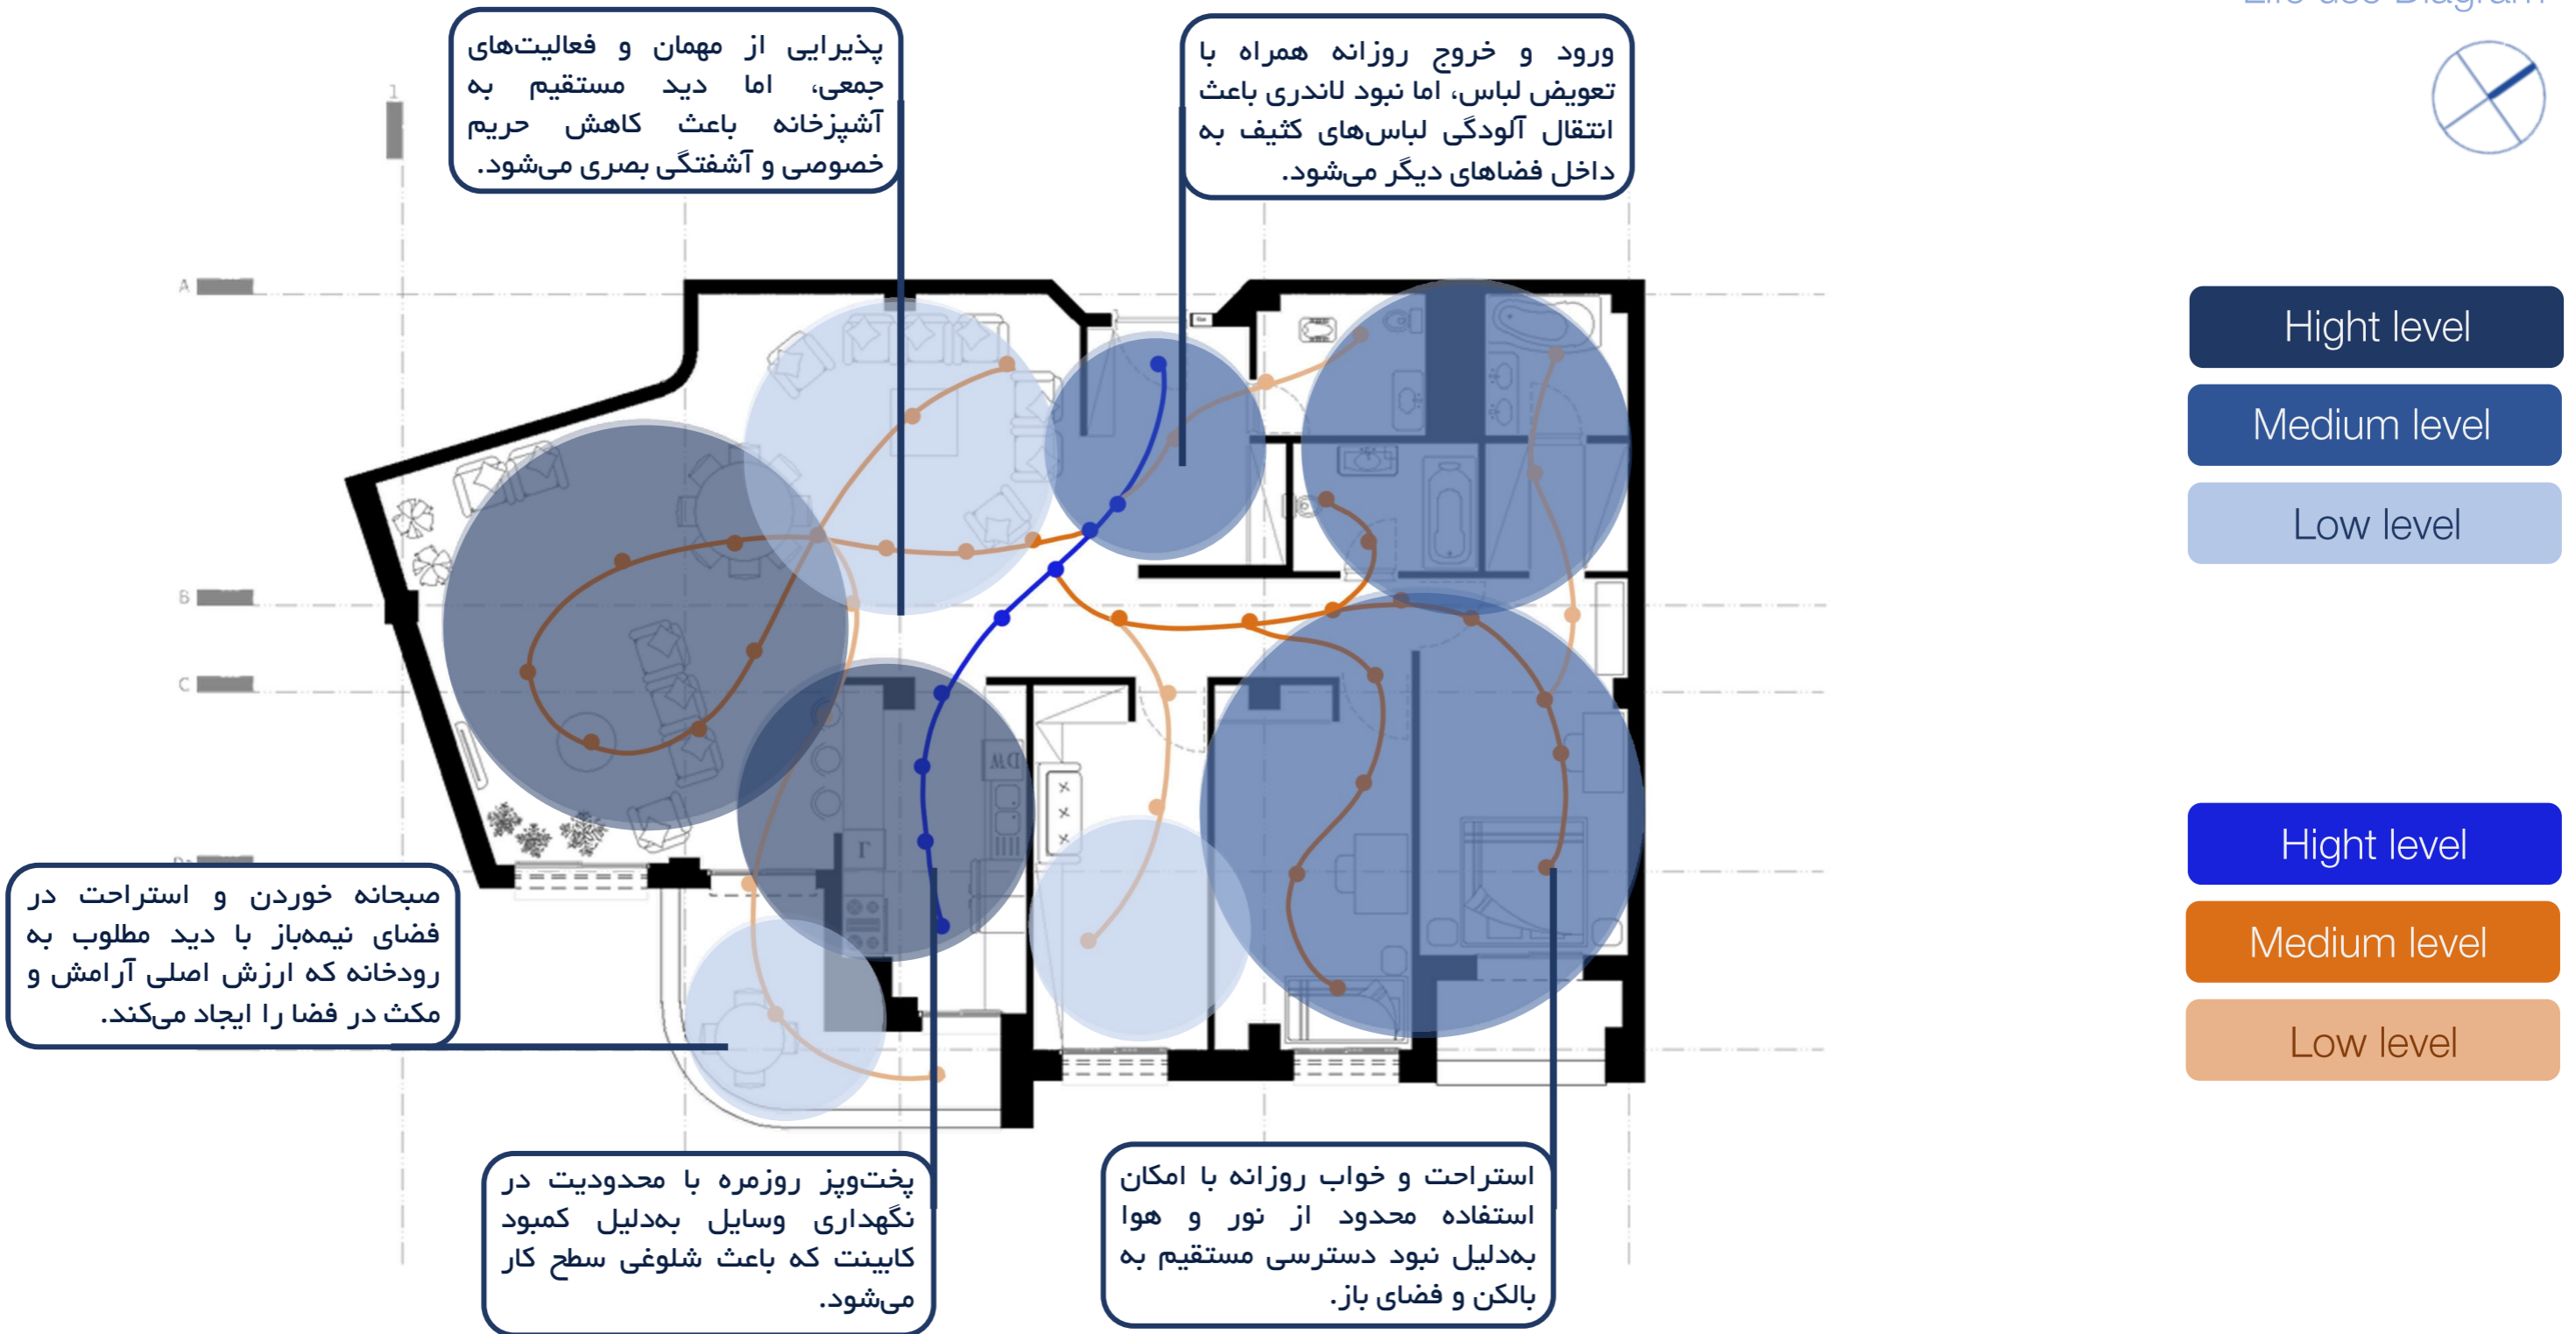 Life use Diagram
پذیرایی از مهمان و فعالیت‌های
جمعی، اما دید مستقیم به
آشپزخانه باعث کاهش حریم
خصوصی و آشفتگی بصری می‌شود.
ورود و خروج روزانه همراه با
تعویض لباس، اما نبود لاندری باعث
انتقال آلودگی لباس‌های کثیف به
داخل فضاهای دیگر می‌شود.
1
A
B
C
DW
J
Hight level
Medium level
Low level
Hight level
Medium level
Low level
صبحانه خوردن و استراحت در
فضای نیمه‌باز با دید مطلوب به
رودخانه که ارزش اصلی آرامش و
مکث در فضا را ایجاد می‌کند.
پخت‌وپز روزمره با محدودیت در
نگهداری وسایل به‌دلیل کمبود
کابینت که باعث شلوغی سطح کار
می‌شود.
استراحت و خواب روزانه با امکان
استفاده محدود از نور و هوا
به‌دلیل نبود دسترسی مستقیم به
بالکن و فضای باز.